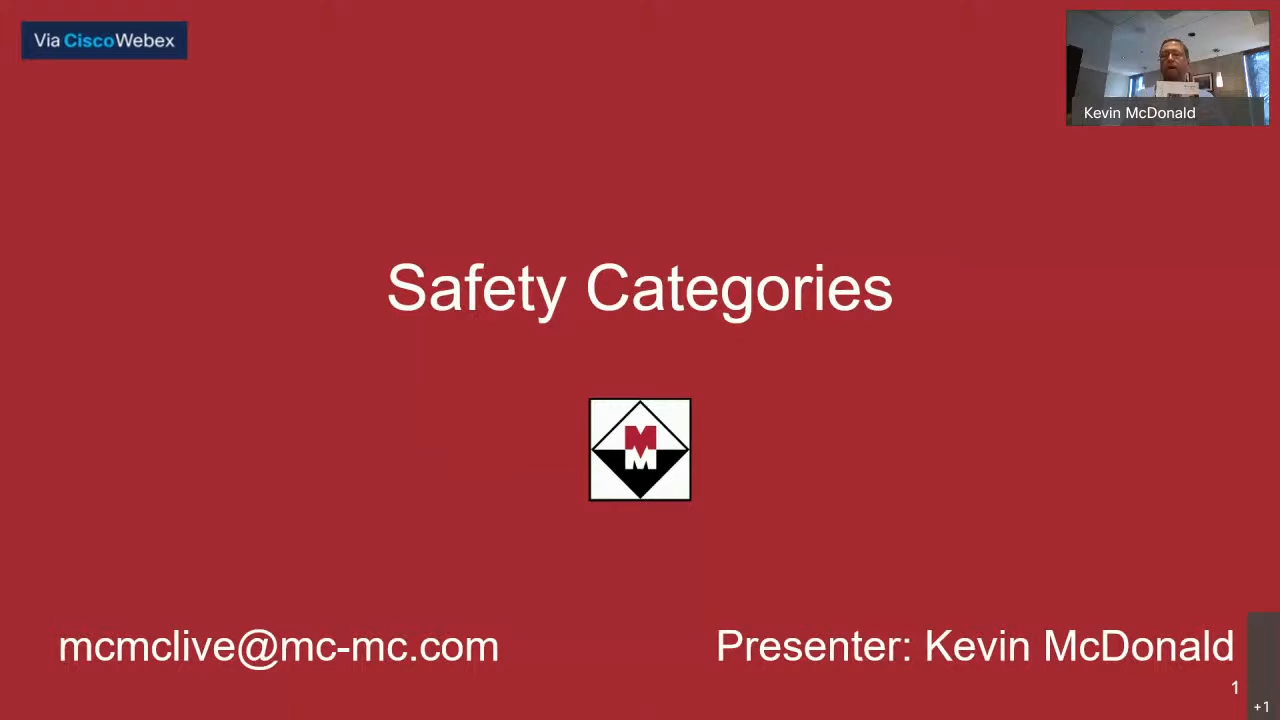 Via CiscoWebex
Kevin McDonald
Safety Categories
M
M
mcmclive@mc-mc.com
Presenter: Kevin McDonald
1
+1